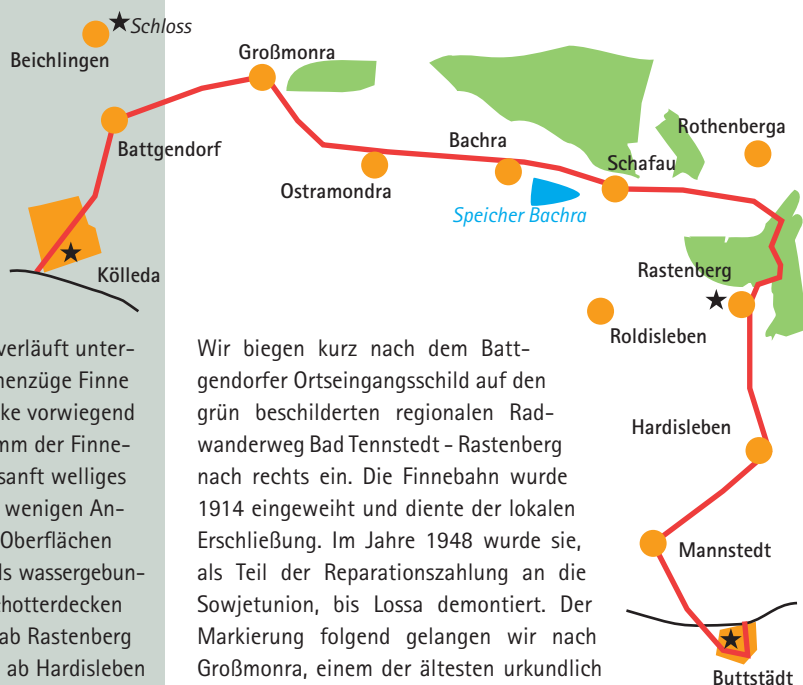 Schloss
Beichlingen
Großmonra
Battgendorf
Bachra
Rothenberga
Schafau
Ostramondra
Speicher Bachra
Kölleda
Rastenberg
Roldisleben
Hardisleben
Mannstedt
Buttstädt
verläuft unter-
nenzüge Finne
ke vorwiegend
mm der Finne-
sanft welliges
wenigen An-
Oberflächen
ls wassergebun-
hotterdecken
ab Rastenberg
ab Hardisleben
Wir biegen kurz nach dem Batt-
gendorfer Ortseingangsschild auf den
grün beschilderten regionalen Rad-
wanderweg Bad Tennstedt - Rastenberg
nach rechts ein. Die Finnebahn wurde
1914 eingeweiht und diente der lokalen
Erschließung. Im Jahre 1948 wurde sie,
als Teil der Reparationszahlung an die
Sowjetunion, bis Lossa demontiert. Der
Markierung folgend gelangen wir nach
Großmonra, einem der ältesten urkundlich